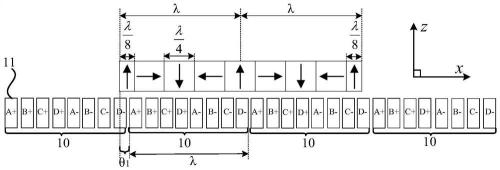 λ λ
λ/8 λ/4 λ/8
z
x
11
A+ B+ C+ D+ A- B- C- D- A+ B+ C+ D+ A- B- C- D- A+ B+ C+ D+ A- B- C- D- A+ B+ C+ D+ A- B- C- D-
10 10 10 10
θ1 λ